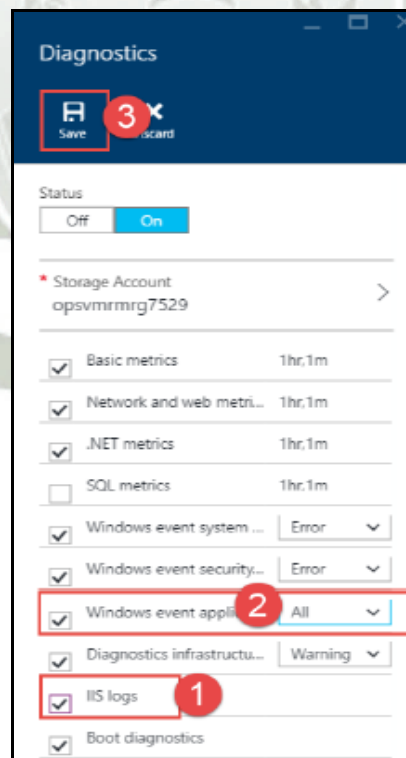 Diagnostics
3
Save
iscard
Status
Off On
* Storage Account
opsvmrmrg7529
Basic metrics 1hr,1m
Network and web metri... 1hr,1m
.NET metrics 1hr,1m
SQL metrics 1hr,1m
Windows event system ... Error
Windows event security... Error
Windows event appli 2 All
Diagnostics infrastructu... Warning
IIS logs 1
Boot diagnostics